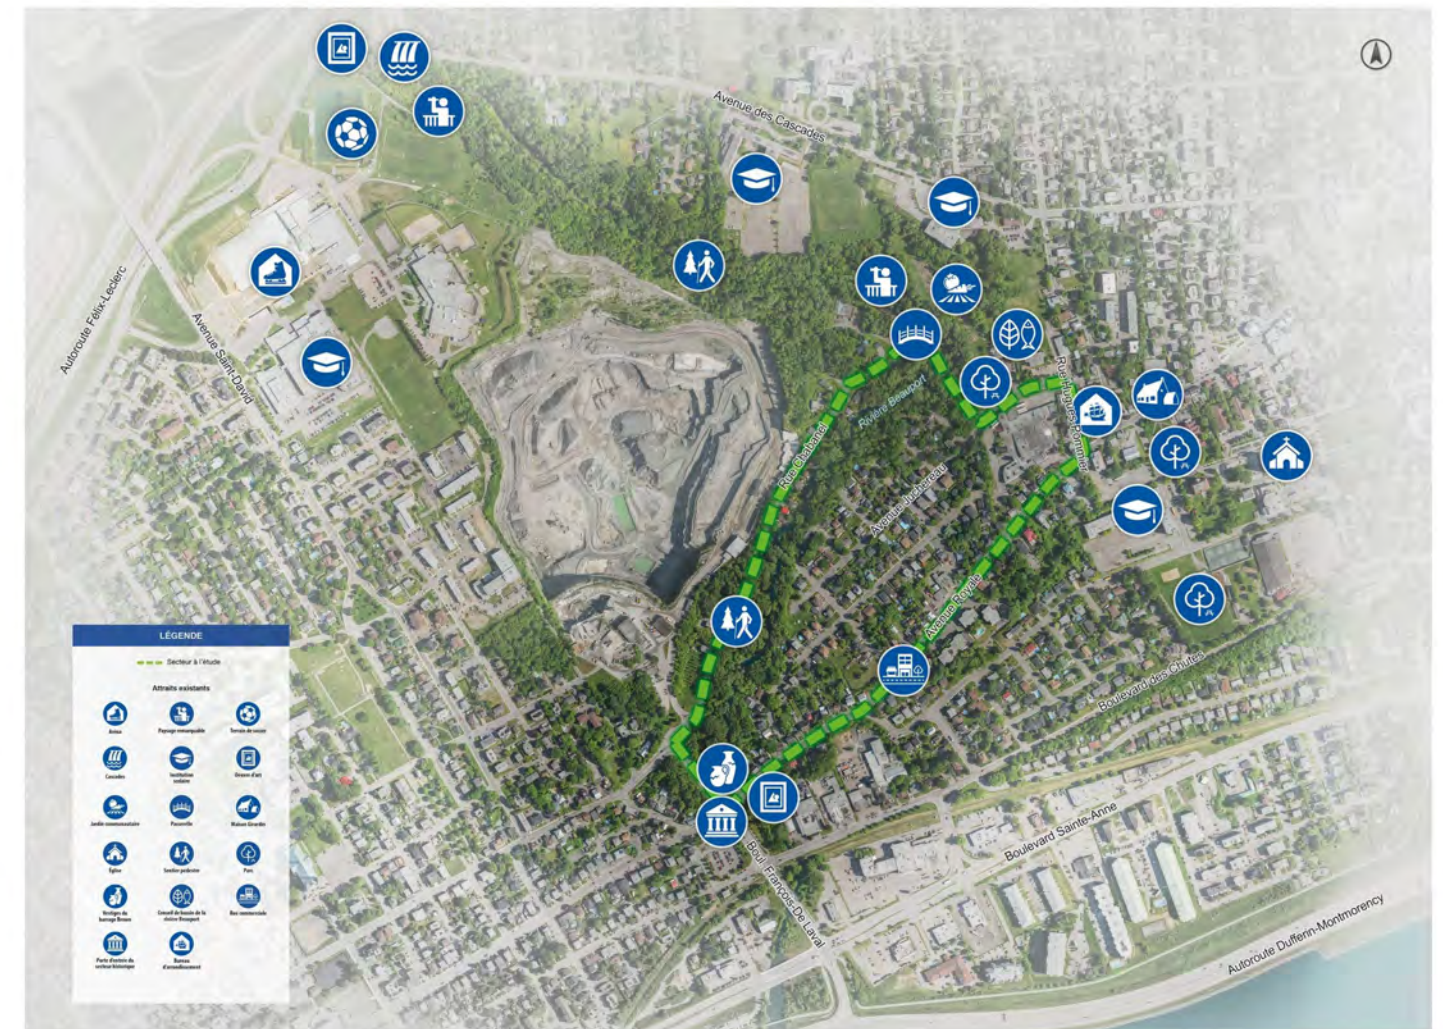 Avenue des Cascades
Autoroute Félix-Leclerc
Avenue Saint-David
Rivière Beauport
Rue Hugues-Pommier
Rue Chabanel
Avenue Juchereau
Avenue Royale
Boulevard des Chutes
Boulevard Sainte-Anne
Boul. François-De Laval
Autoroute Dufferin-Montmorency
LÉGENDE
Secteur à l'étude
Attraits existants
Aréna
Paysage remarquable
Terrain de soccer
Cascades
Institution
scolaire
Oeuvre d'art
Jardin communautaire
Passerelle
Maison Girardin
Église
Sentier pédestre
Parc
Vestiges du
barrage Brown
Conseil de bassin de la
rivière Beauport
Rue commerciale
Porte d'entrée du
secteur historique
Bureau
d'arrondissement